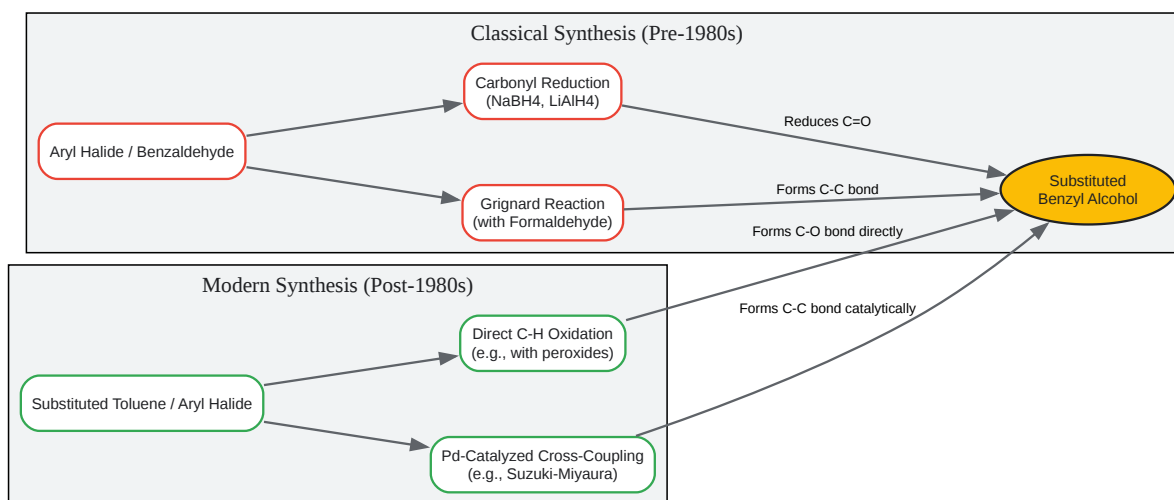 Classical Synthesis (Pre-1980s)
Carbonyl Reduction
(NaBH4, LiAlH4)
Reduces C=O
Aryl Halide / Benzaldehyde
Grignard Reaction
(with Formaldehyde)
Forms C-C bond
Substituted
Benzyl Alcohol
Forms C-O bond directly
Modern Synthesis (Post-1980s)
Direct C-H Oxidation
(e.g., with peroxides)
Forms C-C bond catalytically
Substituted Toluene / Aryl Halide
Pd-Catalyzed Cross-Coupling
(e.g., Suzuki-Miyaura)